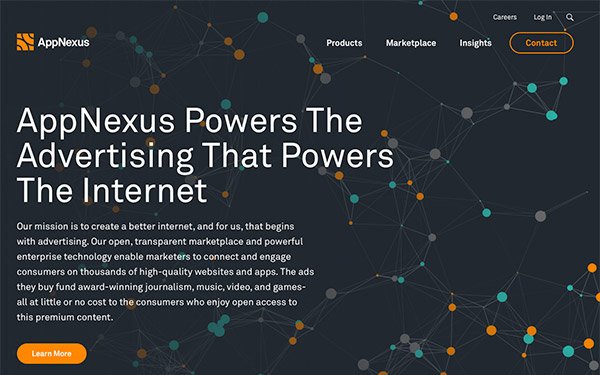 Careers Log In
AppNexus Products Marketplace Insights Contact
AppNexus Powers The
Advertising That Powers
The Internet
Our mission is to create a better internet, and for us, that begins
with advertising. Our open, transparent marketplace and powerful
enterprise technology enable marketers to connect and engage
consumers on thousands of high-quality websites and apps. The ads
they buy fund award-winning journalism, music, video, and games-
all at little or no cost to the consumers who enjoy open access to
this premium content.
Learn More